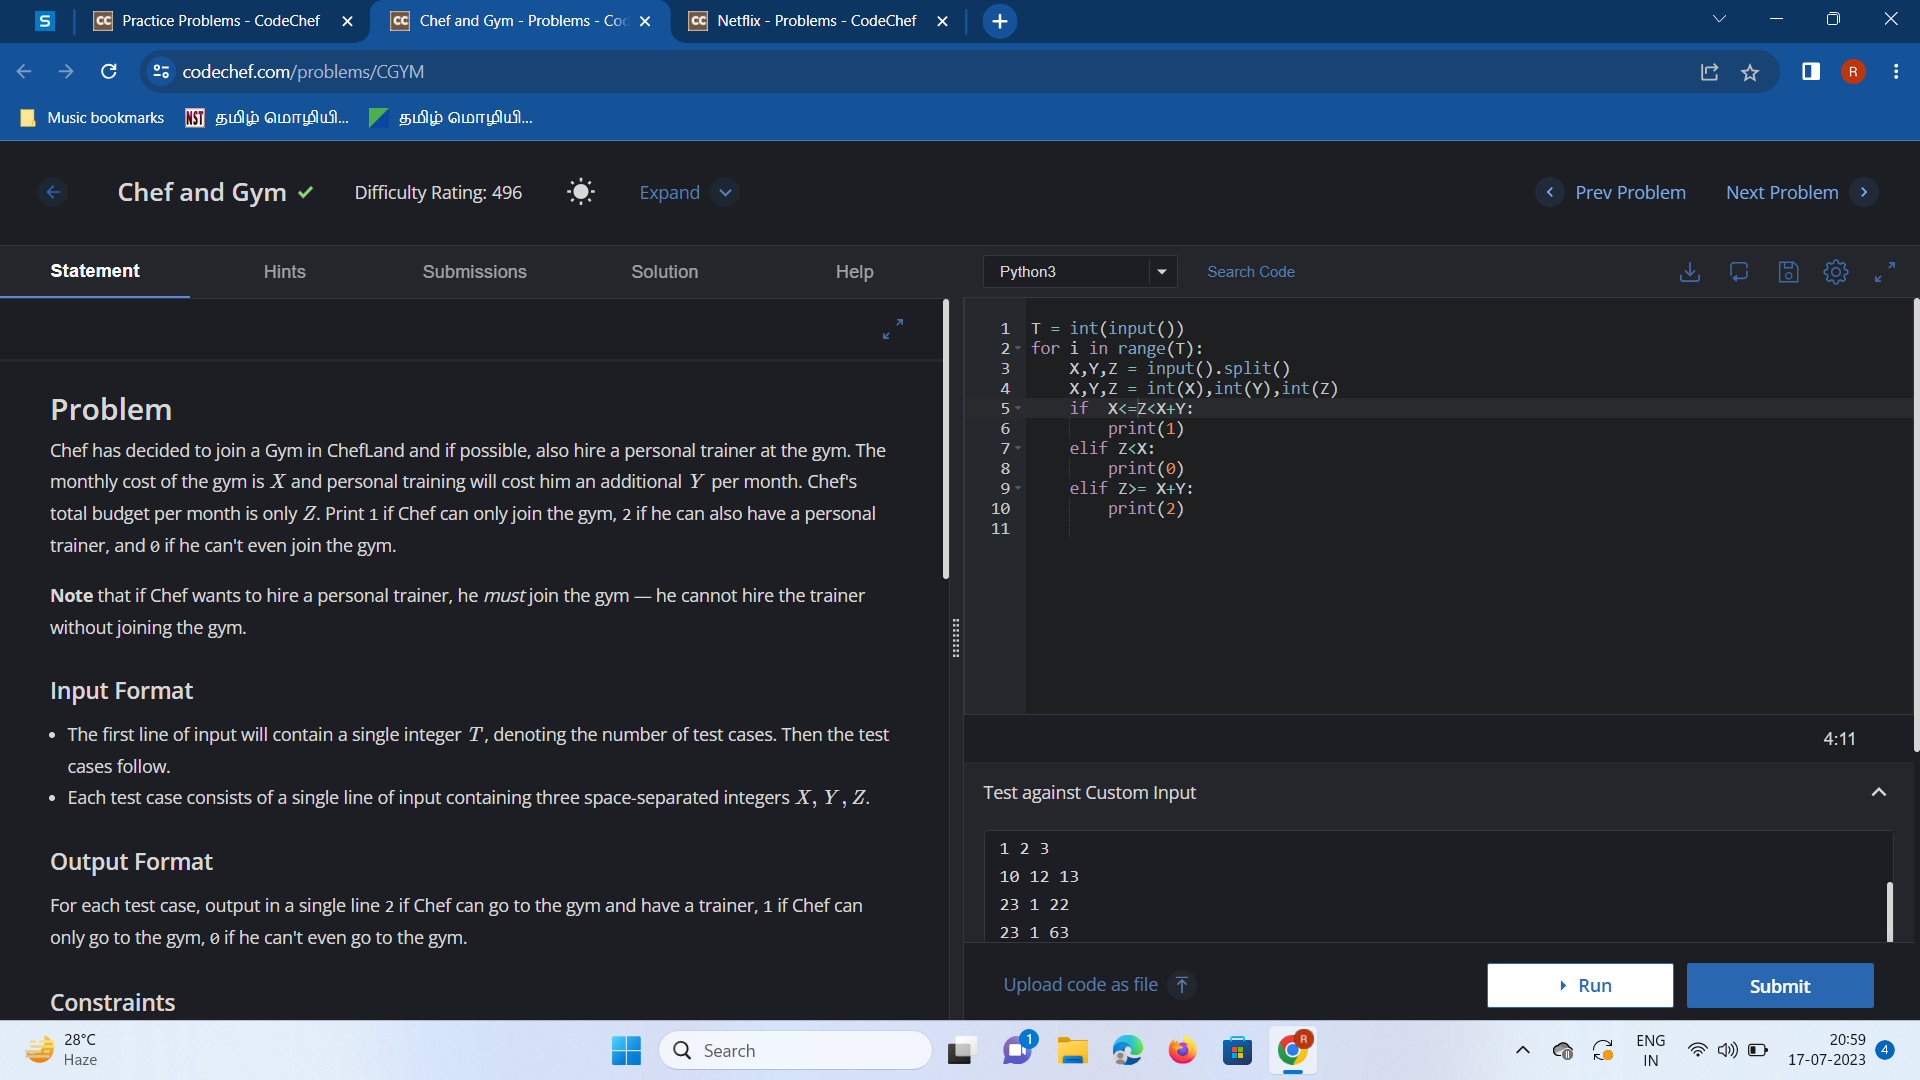 S
Practice Problems - CodeChef
Chef and Gym - Problems - Co
Netflix - Problems - CodeChef
codechef.com/problems/CGYM
R
Music bookmarks
NST
தமிழ் மொழியி...
தமிழ் மொழியி...
Chef and Gym
Difficulty Rating: 496
Expand
Prev Problem
Next Problem
Statement
Hints
Submissions
Solution
Help
Python3
Search Code
Problem
Chef has decided to join a Gym in ChefLand and if possible, also hire a personal trainer at the gym. The
monthly cost of the gym is X and personal training will cost him an additional Y per month. Chef's
total budget per month is only Z. Print 1 if Chef can only join the gym, 2 if he can also have a personal
trainer, and 0 if he can't even join the gym.
Note that if Chef wants to hire a personal trainer, he must join the gym — he cannot hire the trainer
without joining the gym.
Input Format
• The first line of input will contain a single integer T, denoting the number of test cases. Then the test
cases follow.
• Each test case consists of a single line of input containing three space-separated integers X, Y, Z.
Output Format
For each test case, output in a single line 2 if Chef can go to the gym and have a trainer, 1 if Chef can
only go to the gym, 0 if he can't even go to the gym.
Constraints
1 T = int(input())
2 for i in range(T):
3 X,Y,Z = input().split()
4 X,Y,Z = int(X),int(Y),int(Z)
5 if  X<=Z<X+Y:
6 print(1)
7 elif Z<X:
8 print(0)
9 elif Z>= X+Y:
10 print(2)
11
4:11
Test against Custom Input
1 2 3
10 12 13
23 1 22
23 1 63
Upload code as file
Run
Submit
28°C
Haze
Search
1
R
ENG
IN
20:59
17-07-2023
4